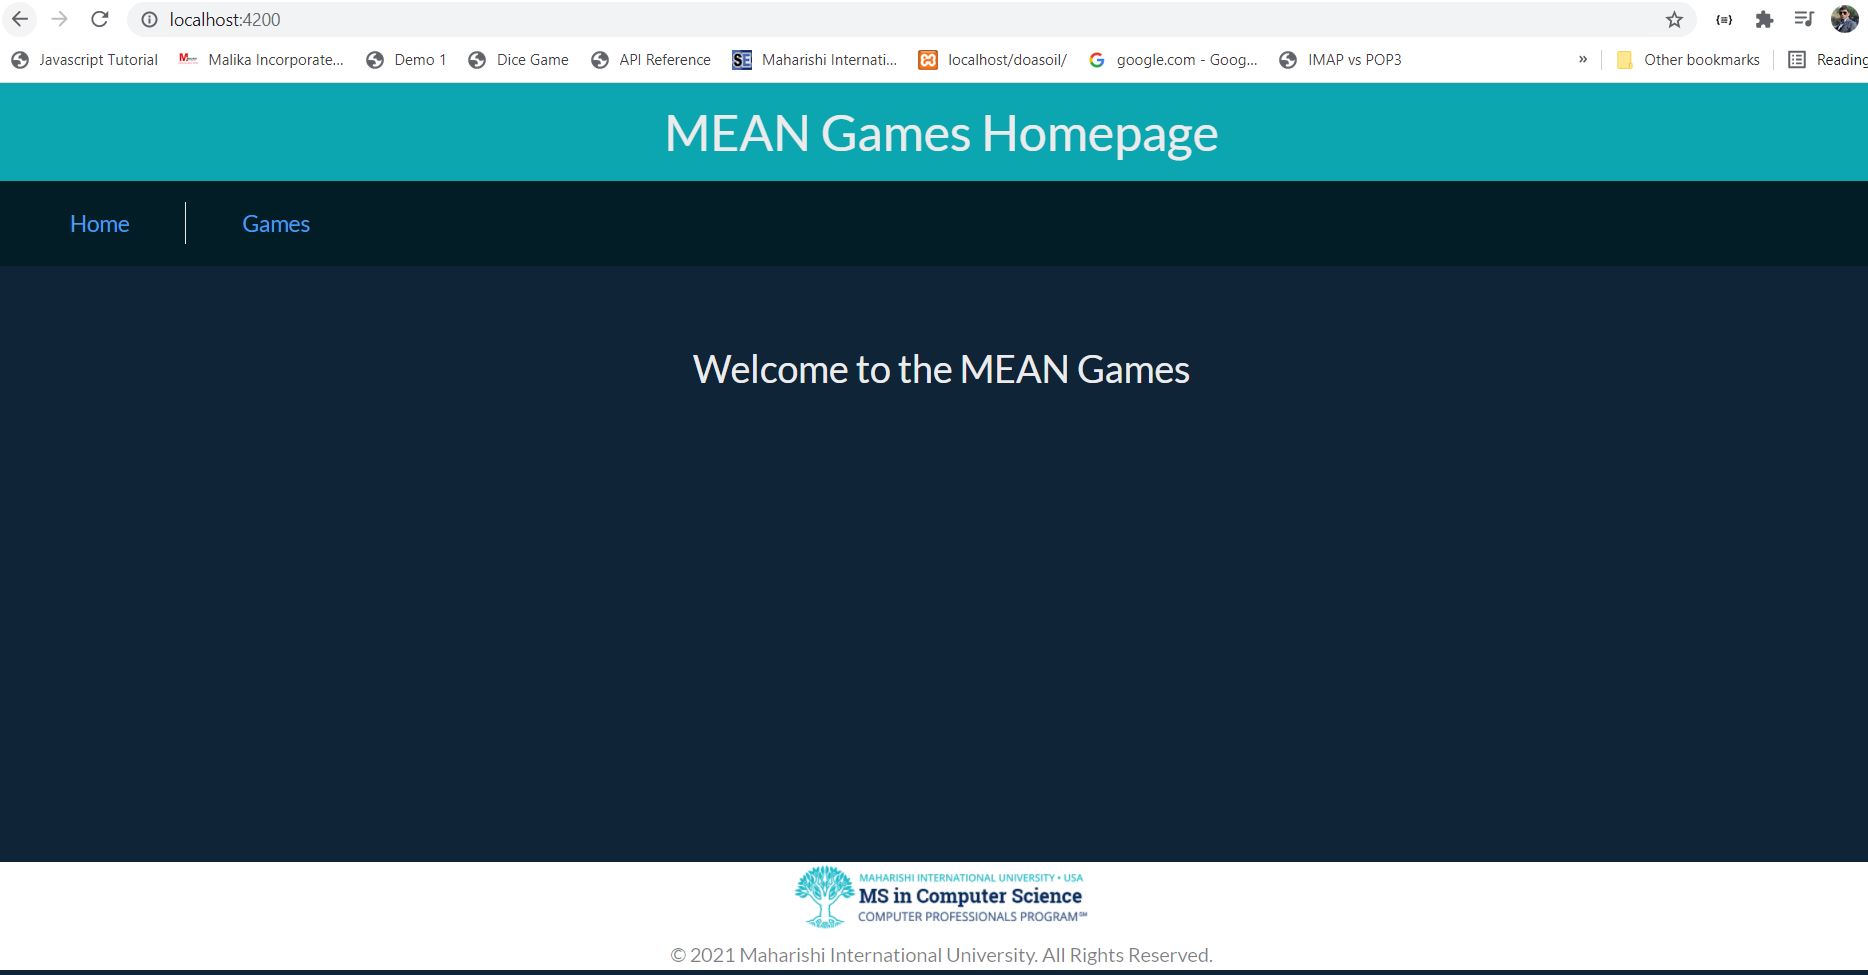 localhost:4200
Javascript Tutorial Malika Incorporate... Demo 1 Dice Game API Reference SE Maharishi Internati... localhost/doasoil/ google.com - Goog... IMAP vs POP3 » Other bookmarks Reading
MEAN Games Homepage
Home Games
Welcome to the MEAN Games
MAHARISHI INTERNATIONAL UNIVERSITY • USA
MS in Computer Science
COMPUTER PROFESSIONALS PROGRAM℠
© 2021 Maharishi International University. All Rights Reserved.